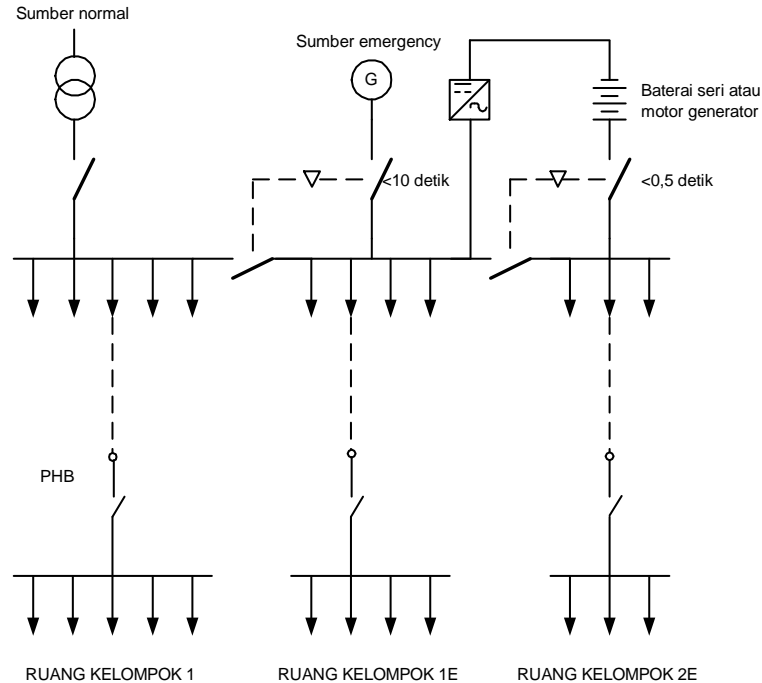 Sumber normal
Sumber emergency
G
Baterai seri atau
motor generator
<10 detik
<0,5 detik
PHB
RUANG KELOMPOK 1
RUANG KELOMPOK 1E
RUANG KELOMPOK 2E